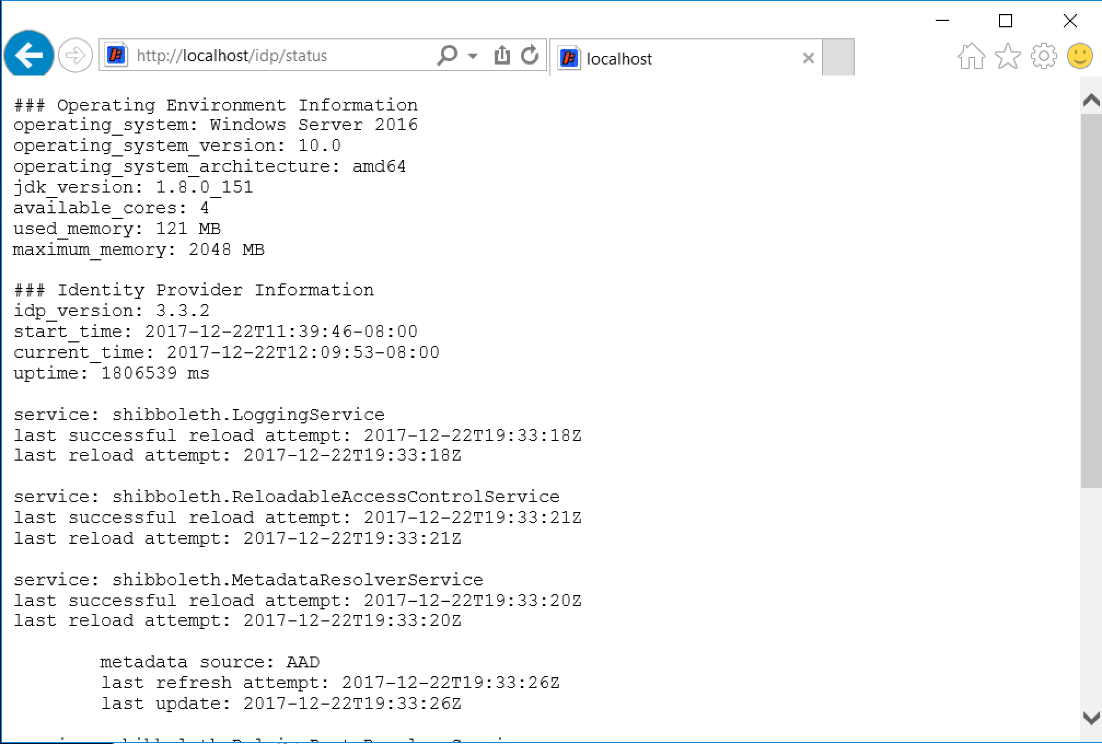 http://localhost/idp/status
localhost
### Operating Environment Information
operating_system: Windows Server 2016
operating_system_version: 10.0
operating_system_architecture: amd64
jdk_version: 1.8.0_151
available_cores: 4
used_memory: 121 MB
maximum_memory: 2048 MB
### Identity Provider Information
idp_version: 3.3.2
start_time: 2017-12-22T11:39:46-08:00
current_time: 2017-12-22T12:09:53-08:00
uptime: 1806539 ms
service: shibboleth.LoggingService
last successful reload attempt: 2017-12-22T19:33:18Z
last reload attempt: 2017-12-22T19:33:18Z
service: shibboleth.ReloadableAccessControlService
last successful reload attempt: 2017-12-22T19:33:21Z
last reload attempt: 2017-12-22T19:33:21Z
service: shibboleth.MetadataResolverService
last successful reload attempt: 2017-12-22T19:33:20Z
last reload attempt: 2017-12-22T19:33:20Z
metadata source: AAD
last refresh attempt: 2017-12-22T19:33:26Z
last update: 2017-12-22T19:33:26Z